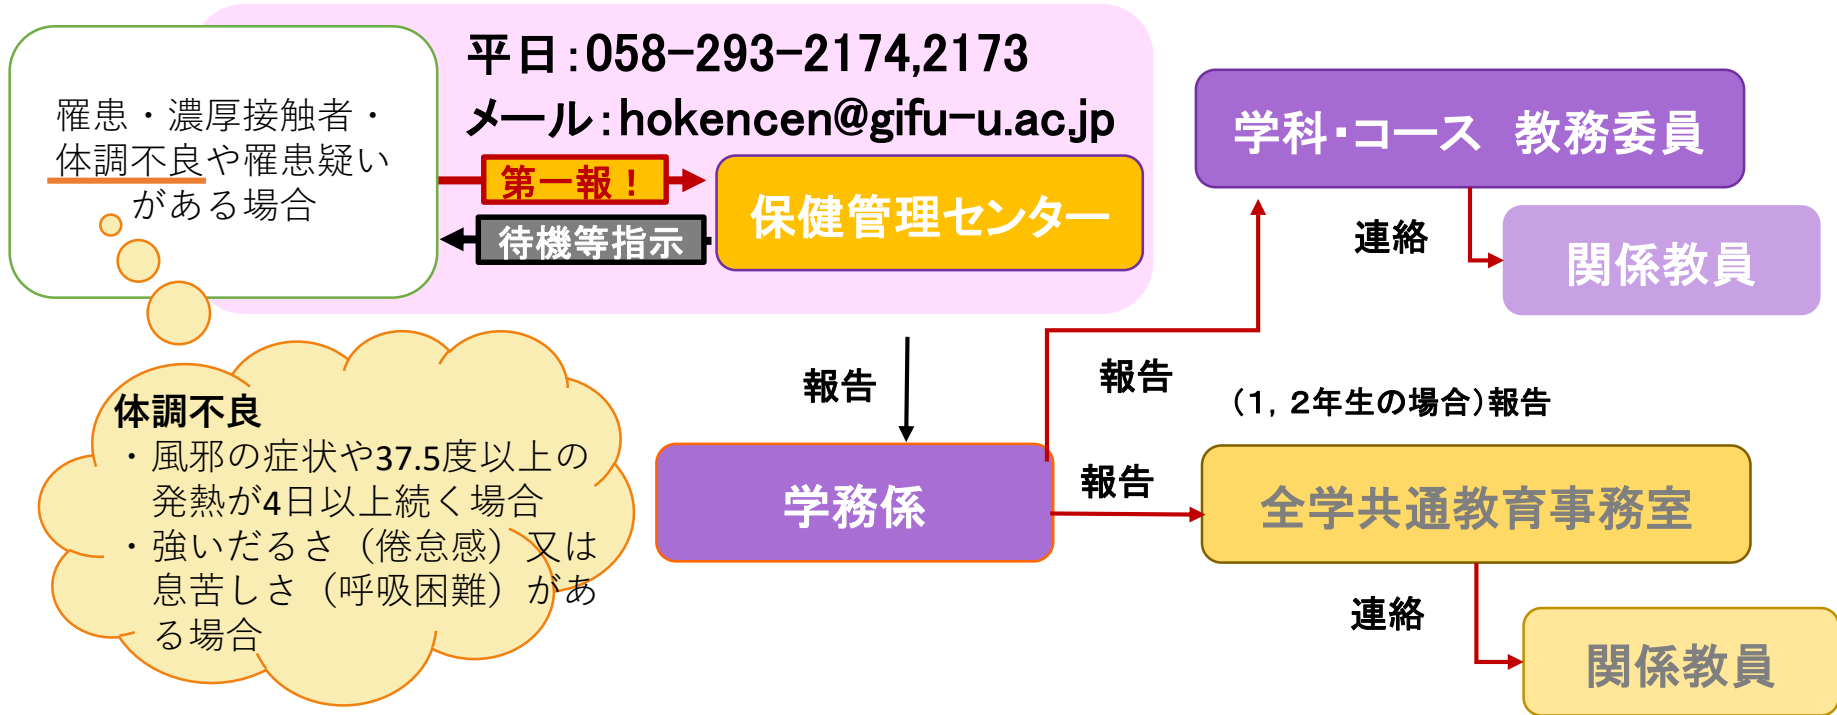 平日：058−293−2174,2173
メール：hokencen@gifu−u.ac.jp
罹患・濃厚接触者・
体調不良や罹患疑い
がある場合
第一報！
待機等指示
保健管理センター
学科・コース　教務委員
連絡
関係教員
報告
報告
（1，2年生の場合）報告
体調不良
・風邪の症状や37.5度以上の
発熱が4日以上続く場合
・強いだるさ（倦怠感）又は
息苦しさ（呼吸困難）があ
る場合
学務係
報告
全学共通教育事務室
連絡
関係教員